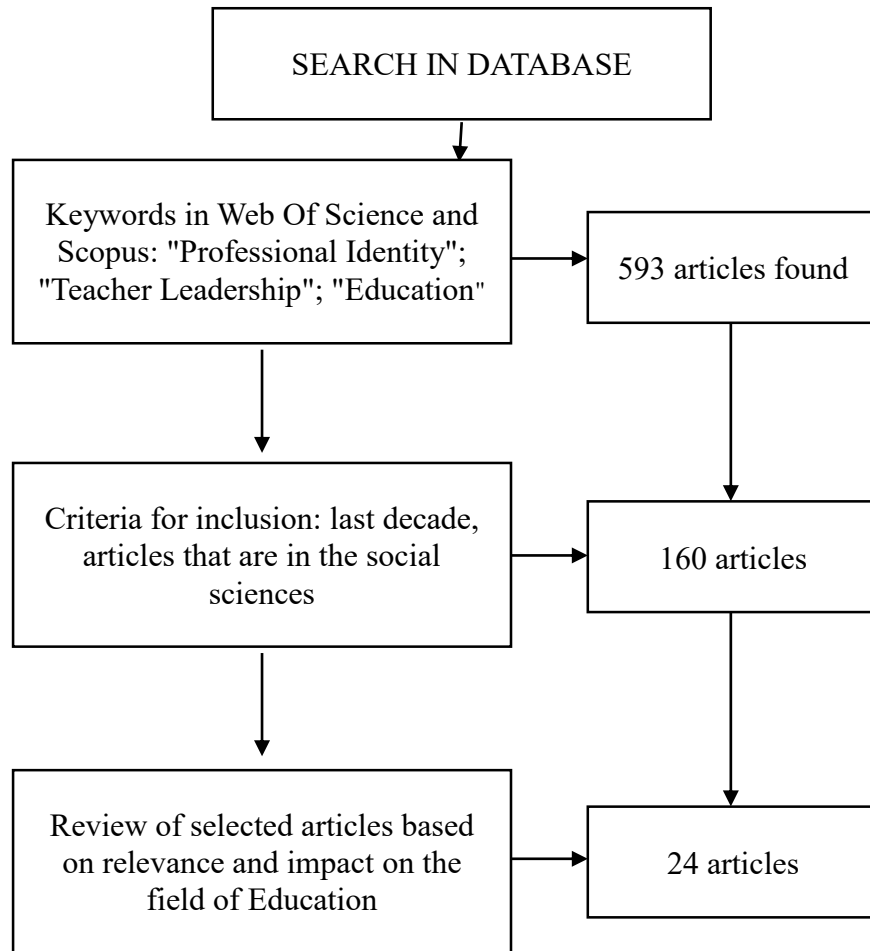 SEARCH IN DATABASE
Keywords in Web Of Science and
Scopus: "Professional Identity";
"Teacher Leadership"; "Education"
593 articles found
Criteria for inclusion: last decade,
articles that are in the social
sciences
160 articles
Review of selected articles based
on relevance and impact on the
field of Education
24 articles